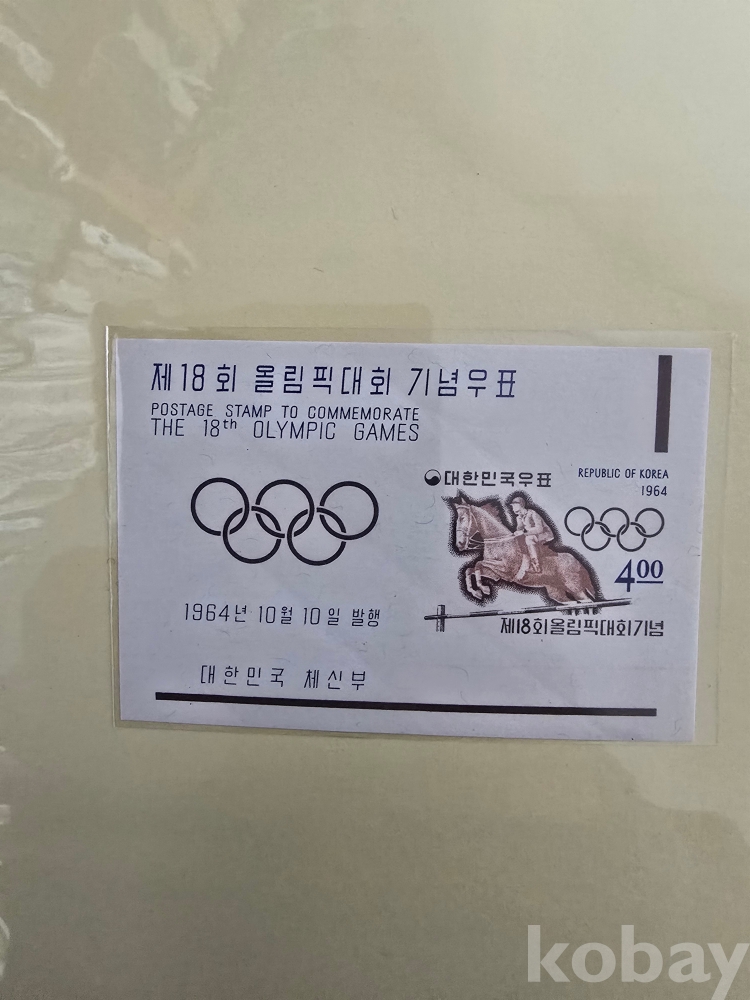 제18회 올림픽대회 기념우표
POSTAGE STAMP TO COMMEMORATE
THE 18th OLYMPIC GAMES
대한민국우표
REPUBLIC OF KOREA
1964
4.00
제18회올림픽대회기념
1964년 10월 10일 발행
대한민국 체신부
kobay